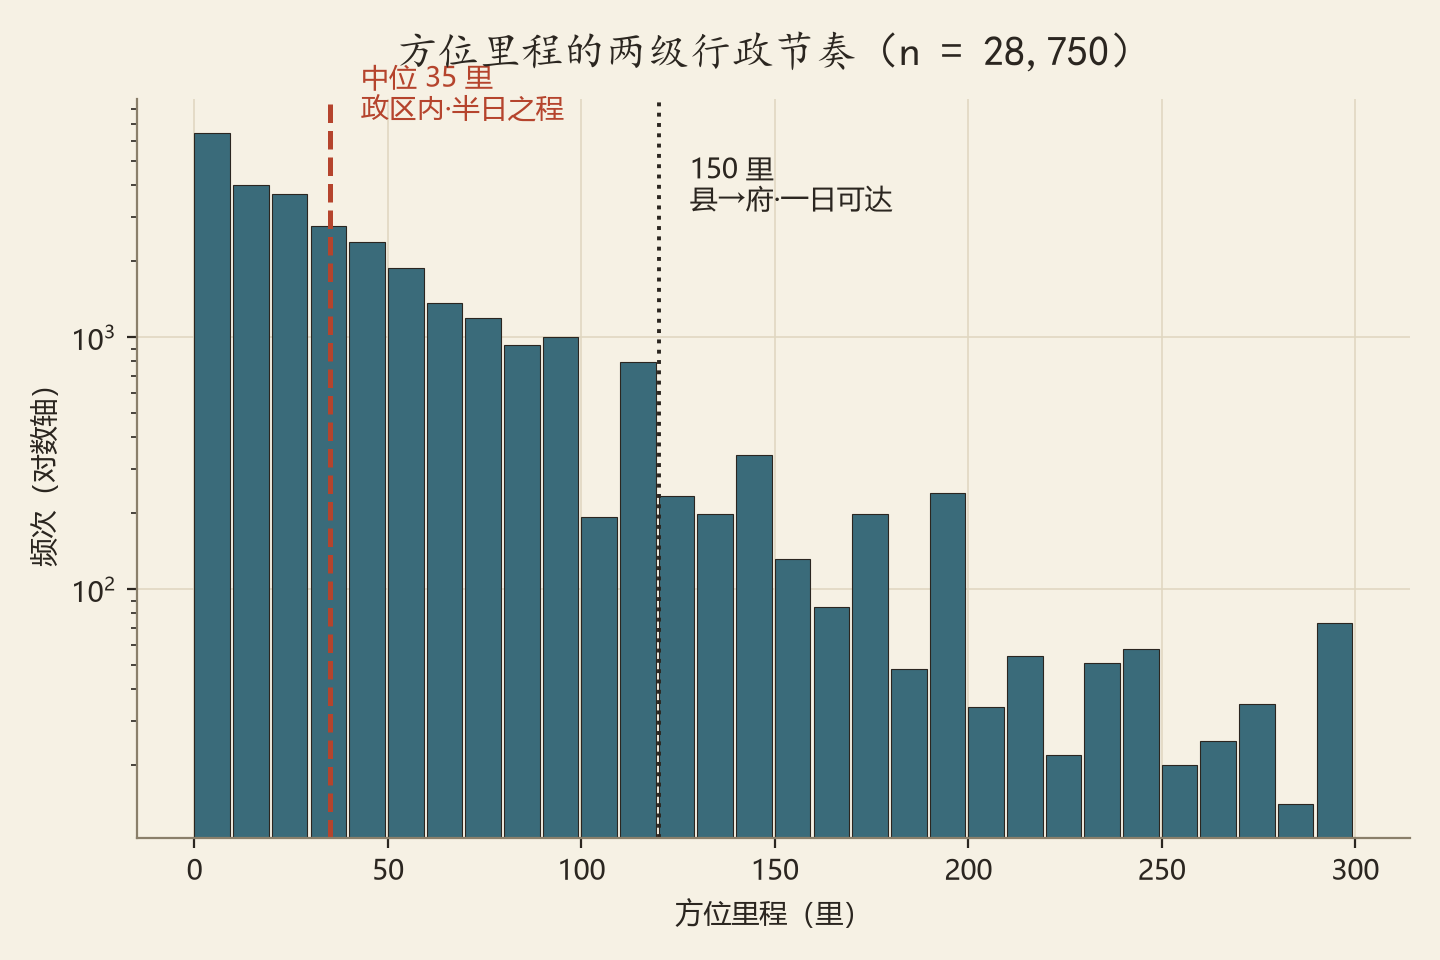 方位里程的两级行政节奏（n = 28,750）
中位 35 里
政区内·半日之程
150 里
县→府·一日可达
频次（对数轴）
10³
10²
0 50 100 150 200 250 300
方位里程（里）